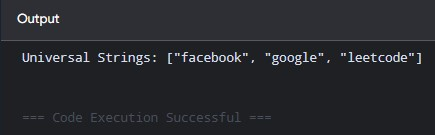 Output
Universal Strings: ["facebook", "google", "leetcode"]
=== Code Execution Successful ===